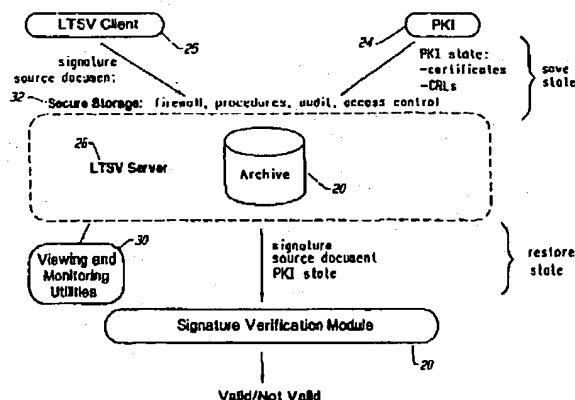 LTSV Client
25
PKI
24
signature
source document;
PKI state:
-certificates
-CRLs
save
state
32
Secure Storage: firewall, procedures, audit, access control
26
LTSV Server
Archive
20
30
Viewing and
Monitoring
Utilities
signature
source document
PKI state
restore
state
Signature Verification Module
20
Valid/Not Valid